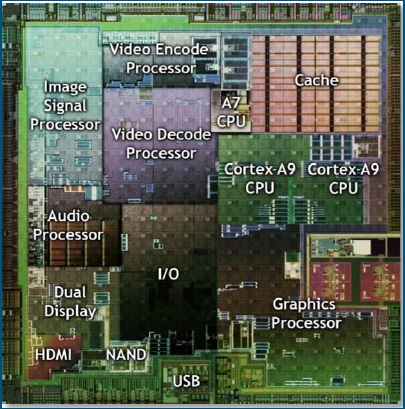 Video Encode
Processor
Cache
Image
Signal
Processor
A7
CPU
Video Decode
Processor
Cortex-A9
CPU
Cortex-A9
CPU
Audio
Processor
I/O
Dual
Display
Graphics
Processor
HDMI
NAND
USB